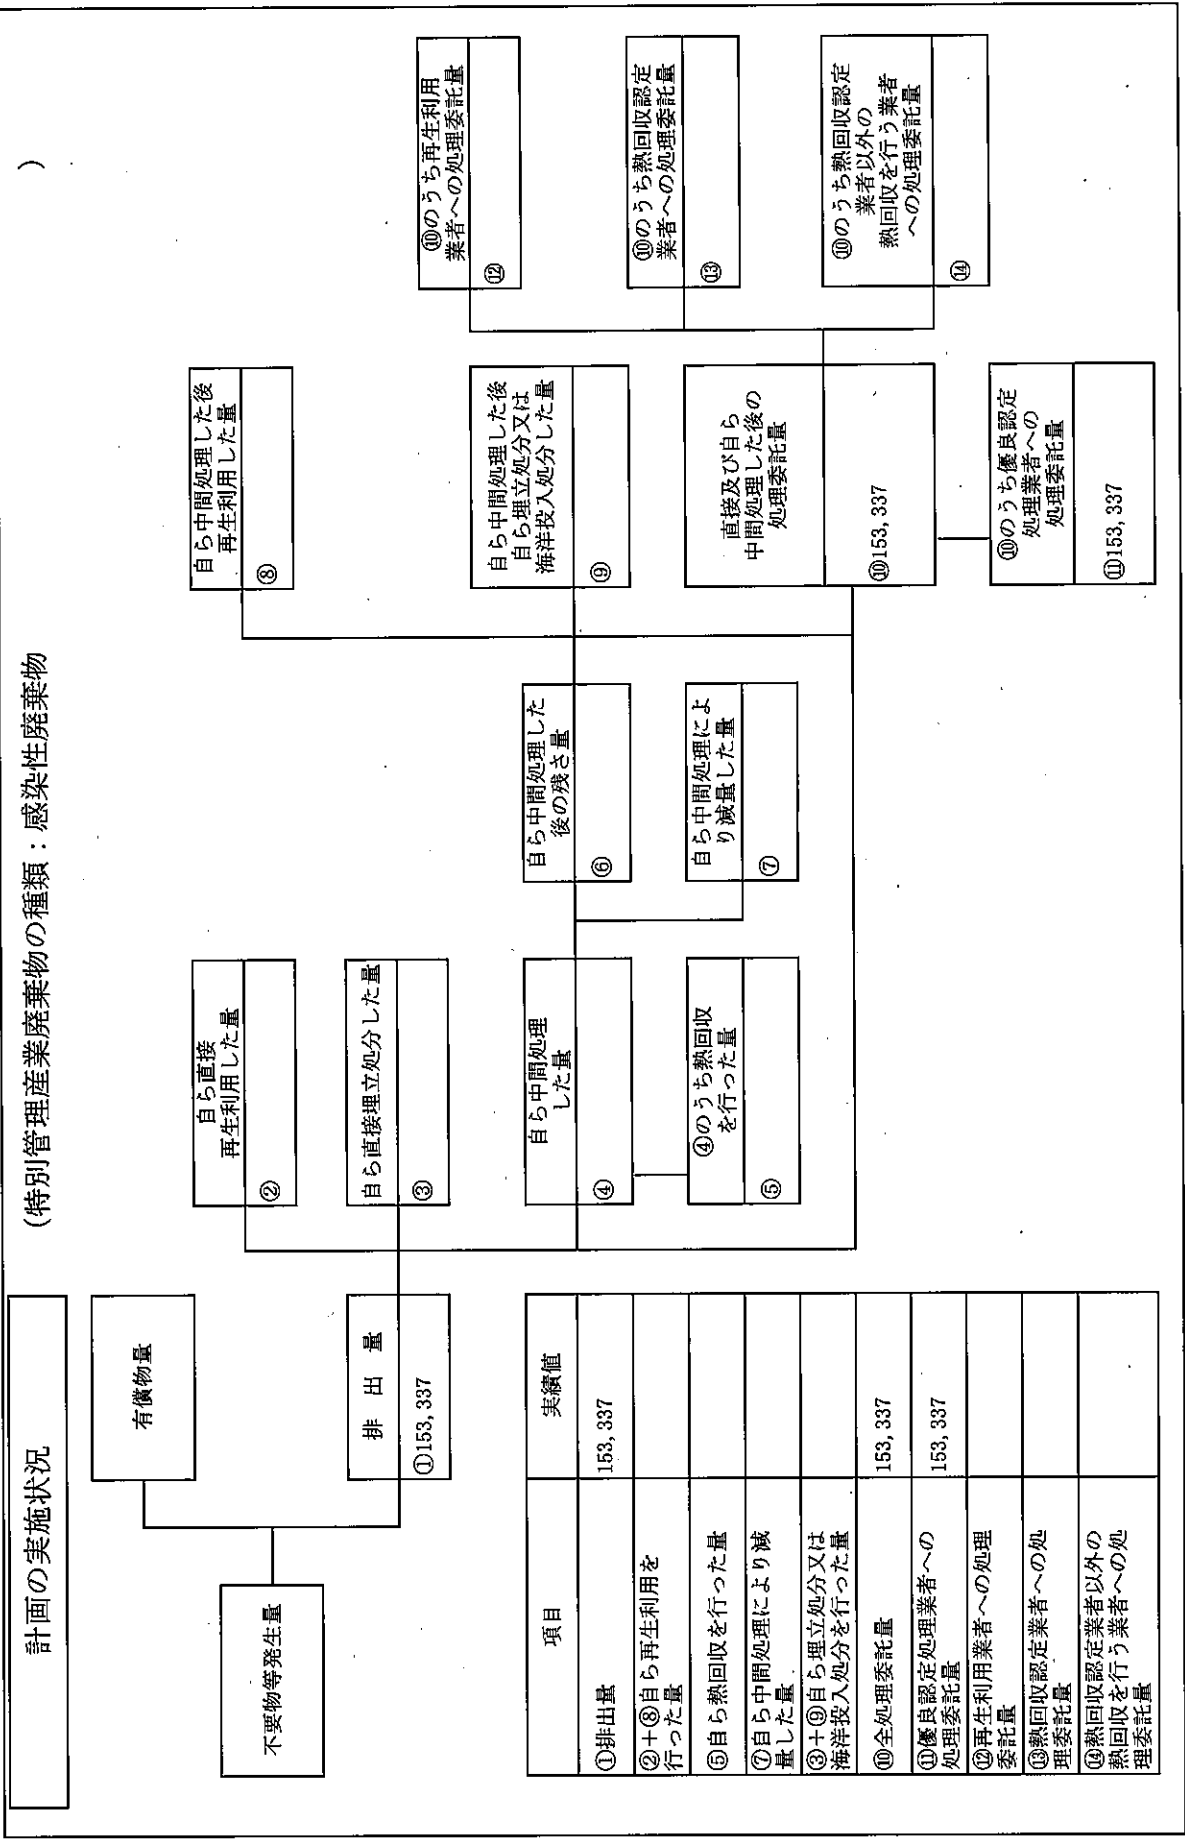 計画の実施状況
(特別管理産業廃棄物の種類：感染性廃棄物
)
不要物等発生量
有償物量
排 出 量
①153,337
自ら直接
再生利用した量
②
自ら直接埋立処分した量
③
自ら中間処理
した量
④
④のうち熱回収
を行った量
⑤
自ら中間処理した
後の残さ量
⑥
自ら中間処理によ
り減量した量
⑦
自ら中間処理した後
再生利用した量
⑧
自ら中間処理した後
自ら埋立処分又は
海洋投入処分した量
⑨
直接及び自ら
中間処理した後の
処理委託量
⑩153,337
⑩のうち優良認定
処理業者への
処理委託量
⑪153,337
⑩のうち再生利用
業者への処理委託量
⑫
⑩のうち熱回収認定
業者への処理委託量
⑬
⑩のうち熱回収認定
業者以外の
熱回収を行う業者
への処理委託量
⑭
項目
実績値
①排出量
153,337
②+⑧自ら再生利用を
行った量
⑤自ら熱回収を行った量
⑦自ら中間処理により減
量した量
③+⑨自ら埋立処分又は
海洋投入処分を行った量
⑩全処理委託量
153,337
⑪優良認定処理業者への
処理委託量
153,337
⑫再生利用業者への処理
委託量
⑬熱回収認定業者への処
理委託量
⑭熱回収認定業者以外の
熱回収を行う業者への処
理委託量